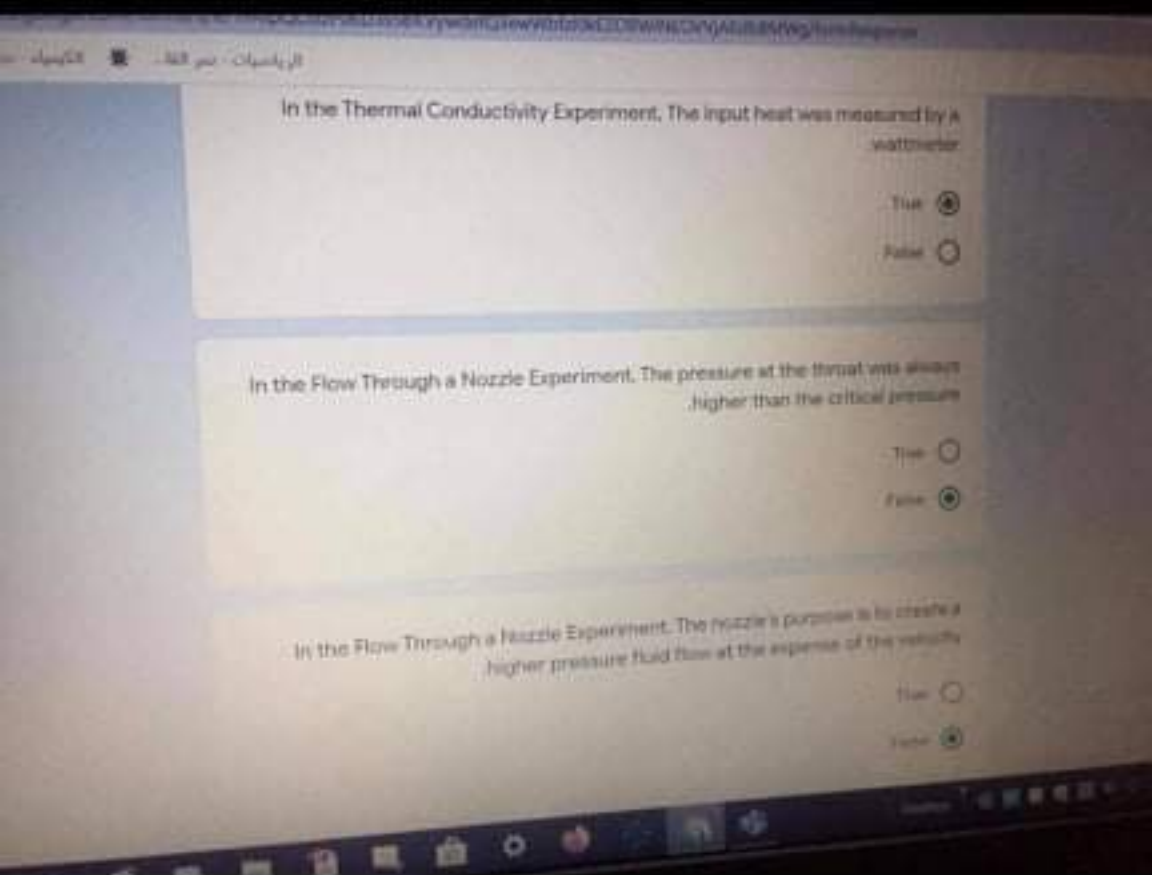 الرياضيات
In the Thermal Conductivity Experiment, The input heat was measured by a
wattmeter
True
False
In the Flow Through a Nozzle Experiment, The pressure at the throat was always
.higher than the critical pressure
True
False
In the Flow Through a Nozzle Experiment. The nozzle's purpose is to create a
.higher pressure fluid flow at the expense of the velocity
True
False